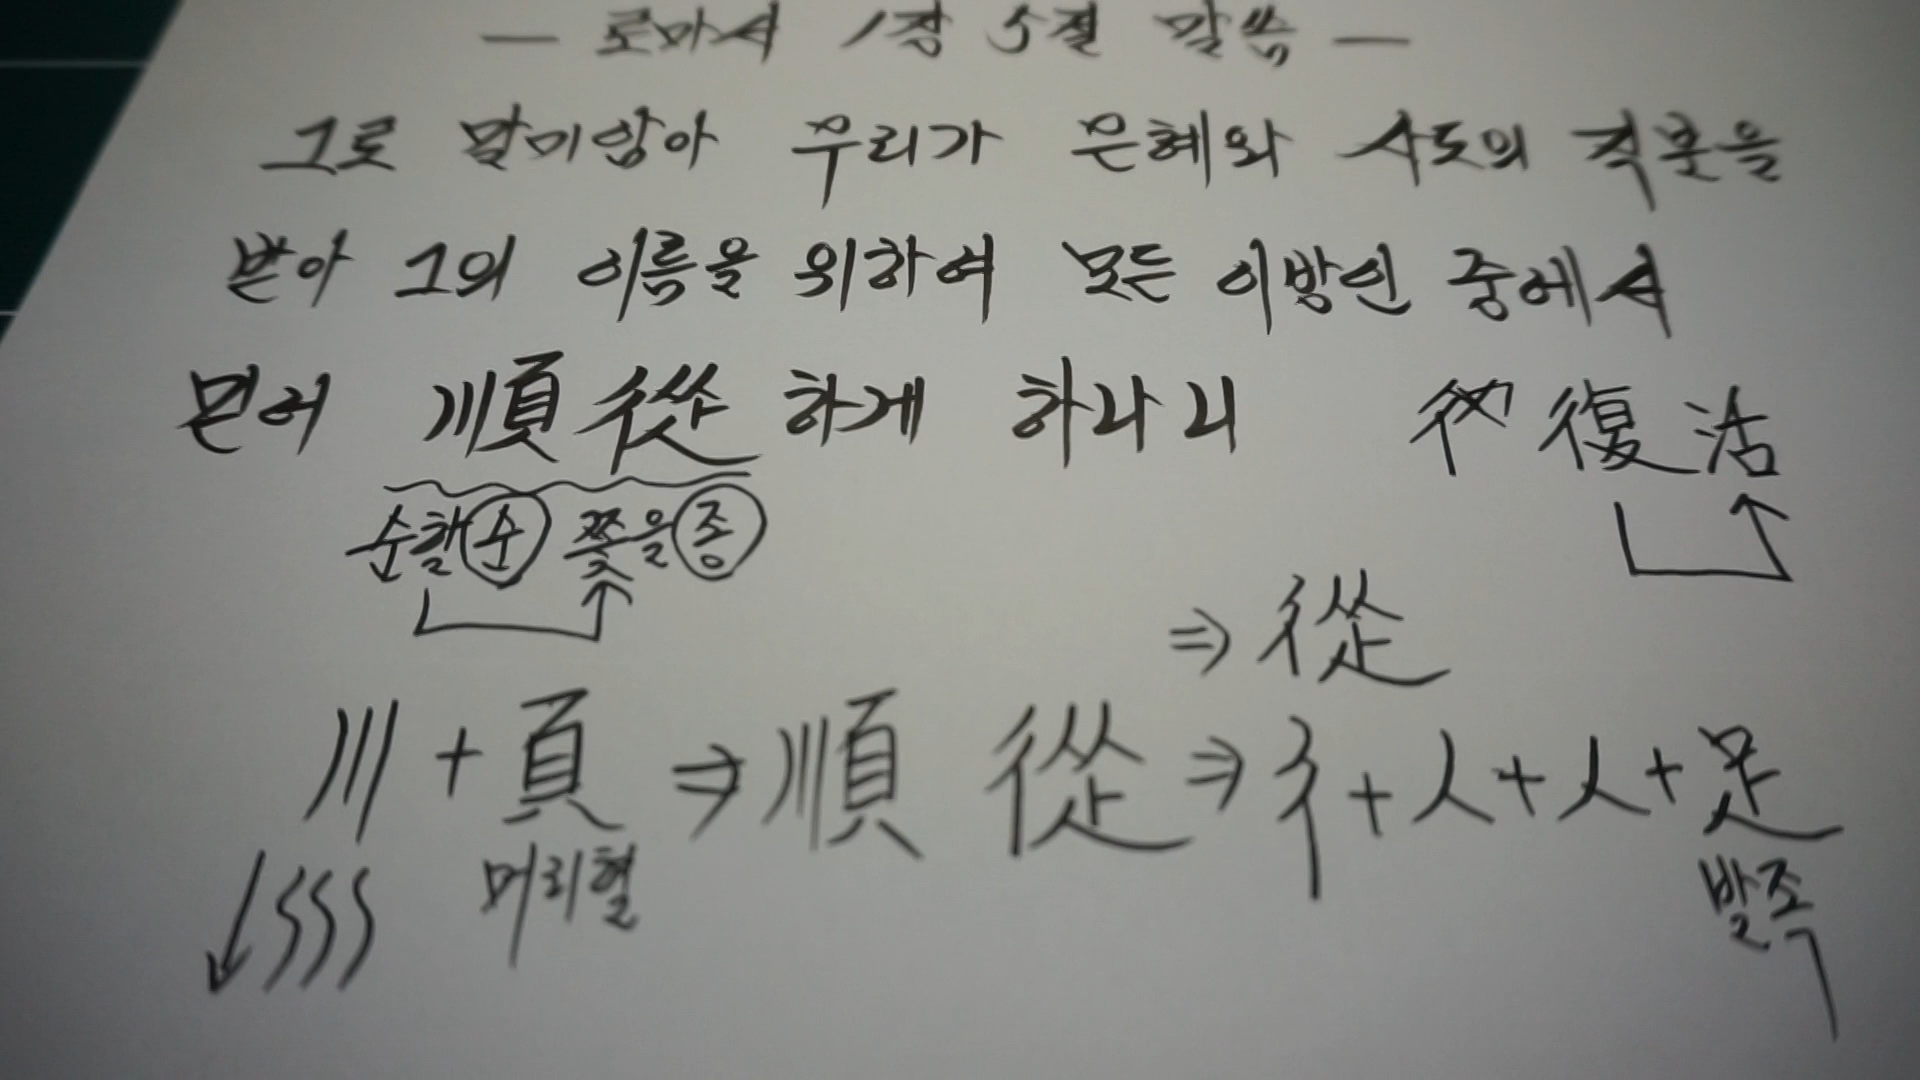 — 로마서 1장 5절 말씀 —
그로 말미암아 우리가 은혜와 사도의 직분을
받아 그의 이름을 위하여 모든 이방인 중에서
믿어 順從 하게 하나니
復活
순할 순 쫓을 종
⇒ 從
川 + 頁 ⇒ 順 從 ⇒ 彳 + 人 + 人 + 足
머리혈 발족